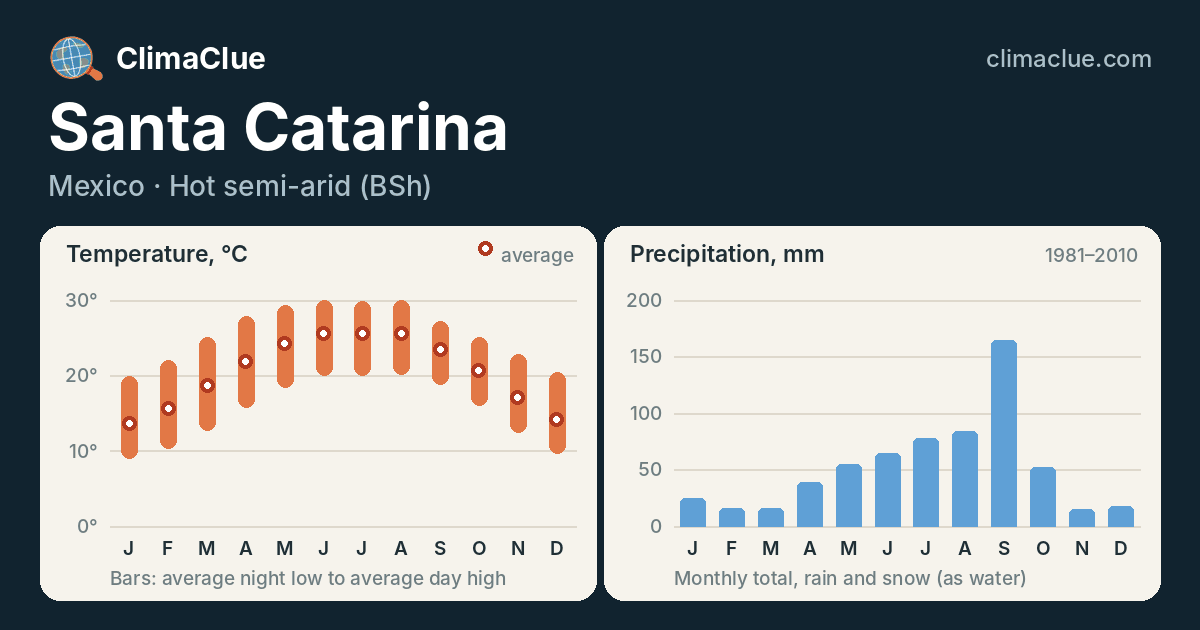 ClimaClue
climaclue.com
Santa Catarina
Mexico · Hot semi-arid (BSh)
Temperature, °C
average
30°
20°
10°
0°
J F M A M J J A S O N D
Bars: average night low to average day high
Precipitation, mm
1981–2010
200
150
100
50
0
J F M A M J J A S O N D
Monthly total, rain and snow (as water)